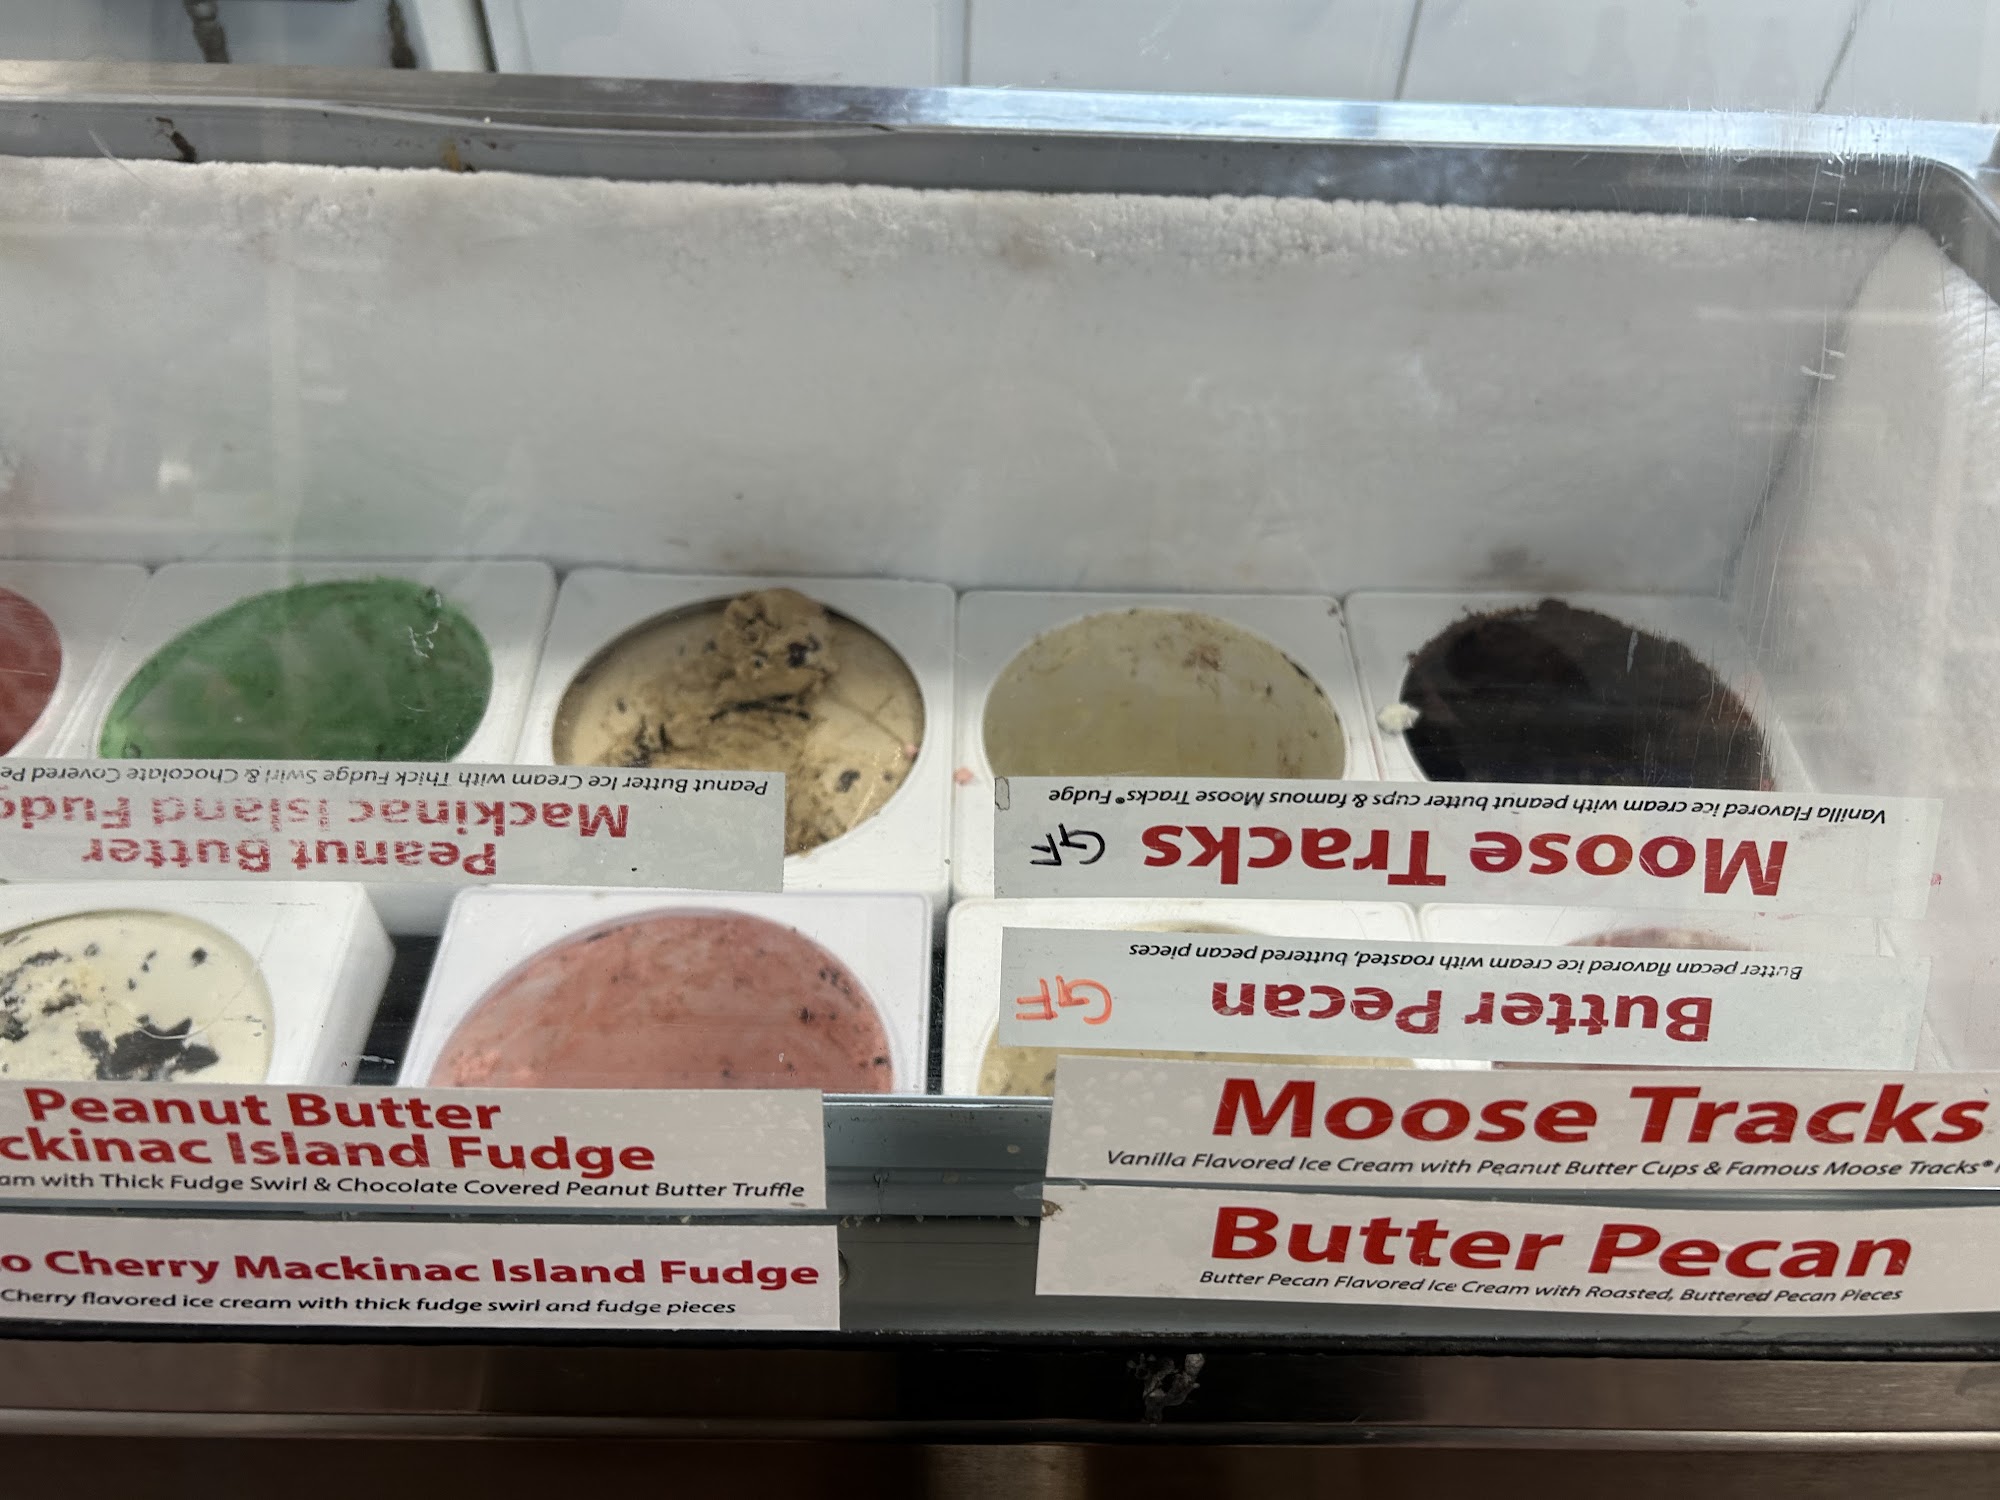 Peanut Butter Ice Cream with Thick Fudge Swirl & Chocolate Covered
Mackinac Island
Peanut Butter
Vanilla Flavored ice cream with peanut butter cups & famous Moose Tracks® Fudge
Moose Tracks GF
Butter pecan flavored ice cream with roasted, buttered pecan pieces
Butter Pecan GF
Peanut Butter
ckinac Island Fudge
am with Thick Fudge Swirl & Chocolate Covered Peanut Butter Truffle
o Cherry Mackinac Island Fudge
Cherry flavored ice cream with thick fudge swirl and fudge pieces
Moose Tracks
Vanilla Flavored Ice Cream with Peanut Butter Cups & Famous Moose Tracks®
Butter Pecan
Butter Pecan Flavored Ice Cream with Roasted, Buttered Pecan Pieces